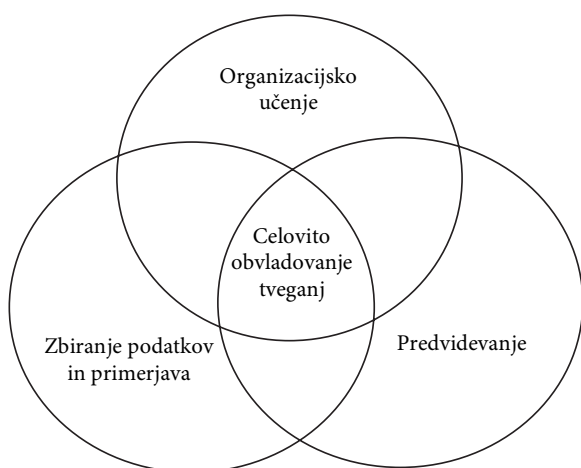 Organizacijsko
učenje
Celovito
obvladovanje
tveganj
Zbiranje podatkov
in primerjava
Predvidevanje